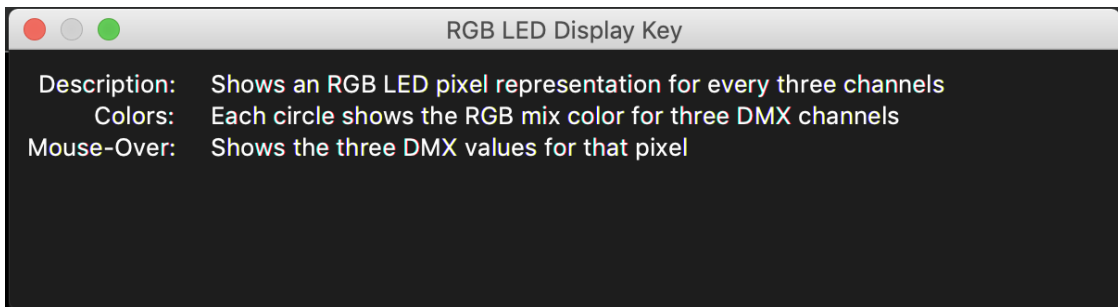 RGB LED Display Key
Description: Shows an RGB LED pixel representation for every three channels
Colors: Each circle shows the RGB mix color for three DMX channels
Mouse-Over: Shows the three DMX values for that pixel